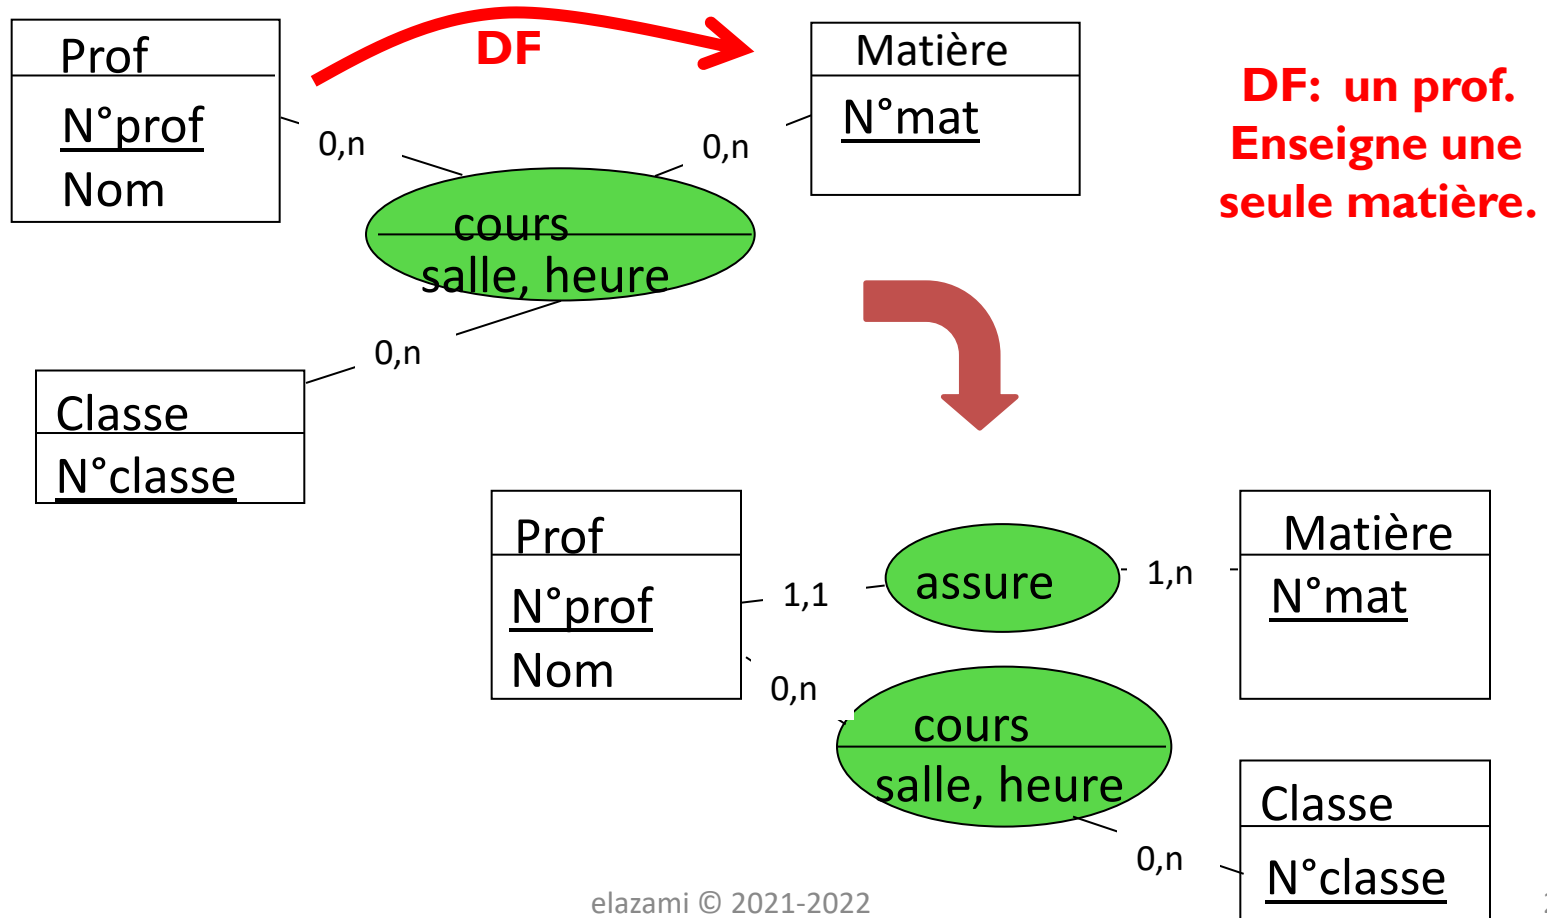 Prof
N°prof
Nom
DF
Matière
N°mat
DF: un prof.
Enseigne une
seule matière.
0,n
0,n
cours
salle, heure
0,n
Classe
N°classe
Prof
N°prof
Nom
1,1
assure
1,n
Matière
N°mat
0,n
cours
salle, heure
0,n
Classe
N°classe
elazami © 2021-2022